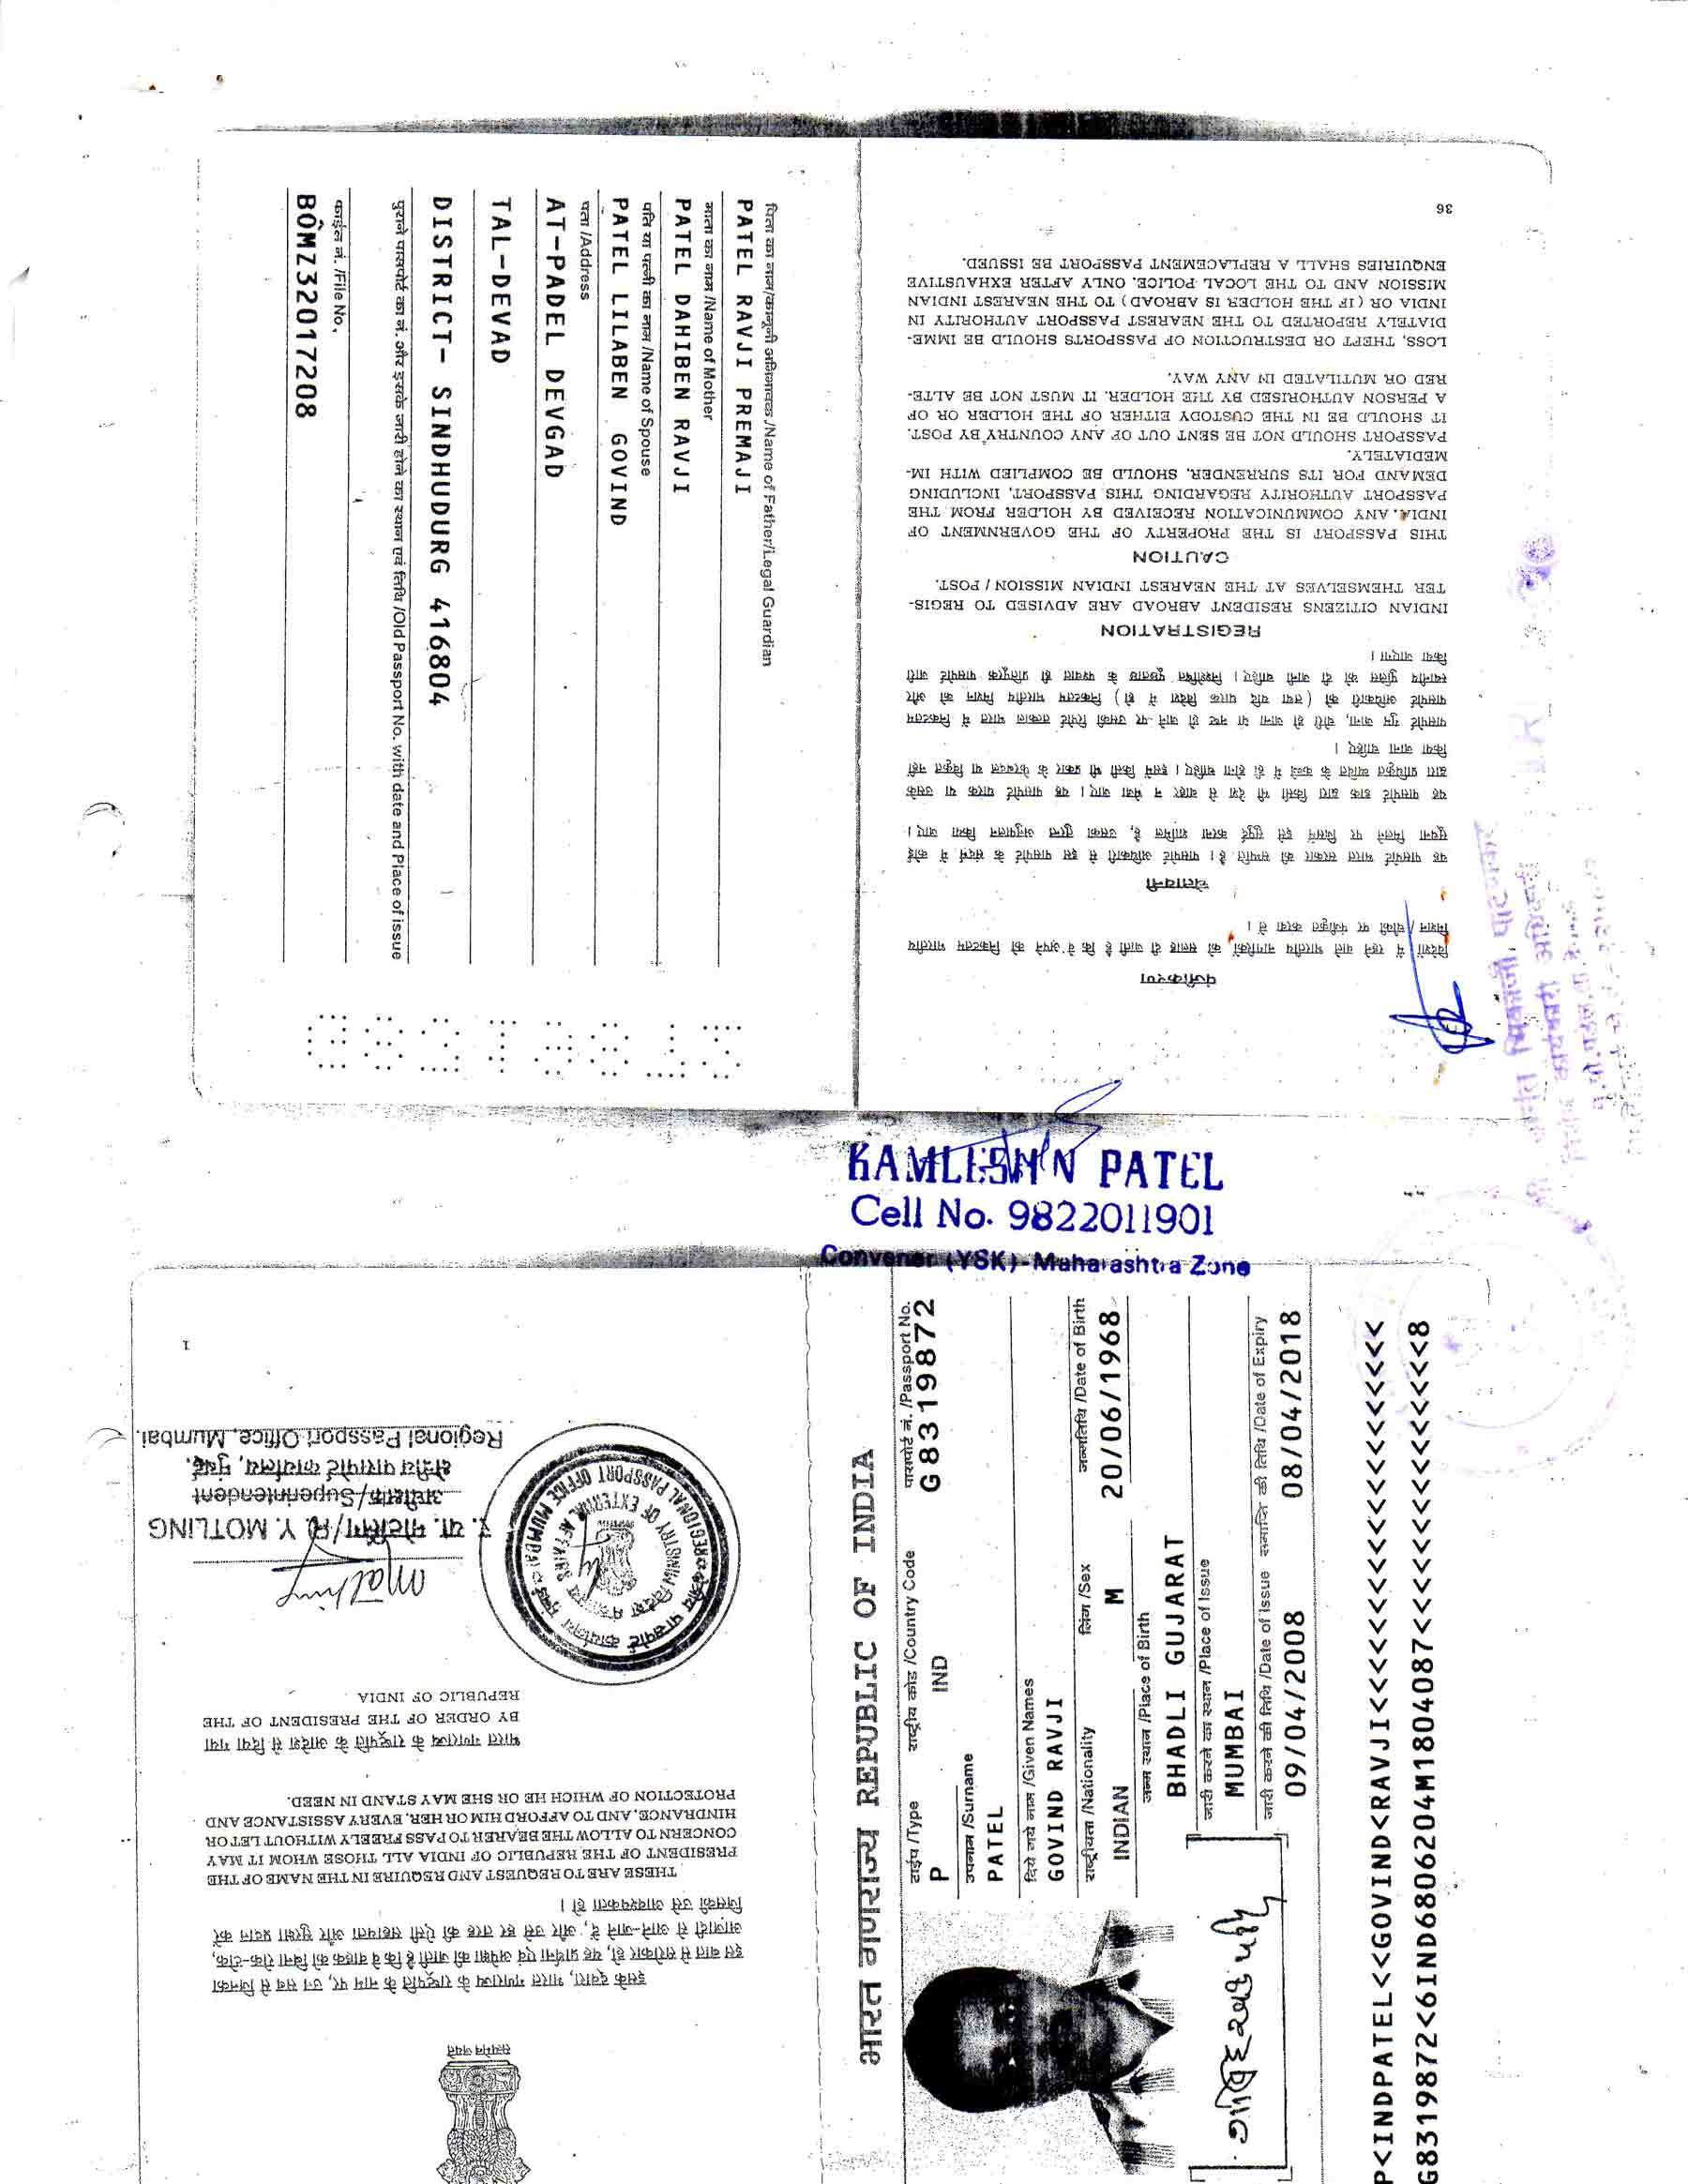 सत्यमेव जयते
इसके द्वारा, भारत गणराज्य के राष्ट्रपति के नाम पर, उन सब से जिनका
इस बात से सरोकार हो, यह प्रार्थना एवं अपेक्षा की जाती है कि वे वाहक को बिना रोक-टोक,
आज़ादी से आने-जाने दें, और उसे हर तरह की ऐसी सहायता और सुरक्षा प्रदान करें
जिसकी उसे आवश्यकता हो।
THESE ARE TO REQUEST AND REQUIRE IN THE NAME OF THE
PRESIDENT OF THE REPUBLIC OF INDIA ALL THOSE WHOM IT MAY
CONCERN TO ALLOW THE BEARER TO PASS FREELY WITHOUT LET OR
HINDRANCE, AND TO AFFORD HIM OR HER, EVERY ASSISTANCE AND
PROTECTION OF WHICH HE OR SHE MAY STAND IN NEED.
भारत गणराज्य के राष्ट्रपति के आदेश से दिया गया
BY ORDER OF THE PRESIDENT OF THE
REPUBLIC OF INDIA
र. या. मोटलिंग/R. Y. MOTLING
अधीक्षक/Superintendent
क्षेत्रीय पारपोर्ट कार्यालय, मुंबई.
Regional Passport Office, Mumbai.
MINISTRY OF EXTERNAL AFFAIRS
REGIONAL PASSPORT OFFICE MUMBAI
1
भारत गणराज्य REPUBLIC OF INDIA
टाईप /Type राष्ट्रीय कोड /Country Code पासपोर्ट नं. /Passport No.
P IND G8319872
उपनाम /Surname
PATEL
दिये गये नाम /Given Names
GOVIND RAVJI
राष्ट्रीयता /Nationality लिंग /Sex जन्मतिथि /Date of Birth
INDIAN M 20/06/1968
जन्म स्थान /Place of Birth
BHADLI GUJARAT
जारी करने का स्थान /Place of Issue
MUMBAI
जारी करने की तिथि /Date of Issue समाप्ति की तिथि /Date of Expiry
09/04/2008 08/04/2018
P<INDPATEL<<GOVIND<RAVJI<<<<<<<<<<<<<<<<<<<<
G8319872<6IND6806204M1804087<<<<<<<<<<<<<<<8
KAMLESH N PATEL
Cell No. 9822011901
Convenor (YSK) - Maharashtra Zone
पिता का नाम/कानूनी अभिभावक /Name of Father/Legal Guardian
PATEL RAVJI PREMAJI
माता का नाम /Name of Mother
PATEL DAHIBEN RAVJI
पति या पत्नी का नाम /Name of Spouse
PATEL LILABEN GOVIND
पता /Address
AT-PADEL DEVGAD
TAL-DEVAD
DISTRICT- SINDHUDURG 416804
पुराने पासपोर्ट का नं. और इसके जारी होने का स्थान एवं तिथि /Old Passport No. with date and Place of issue
फाईल नं. /File No.
BOMZ32017208
पंजीकरण
विदेशों में रहने वाले भारतीय नागरिकों को सलाह दी जाती है कि वे अपने को निकटतम भारतीय
मिशन /चौकी पर पंजीकृत करवा लें।
चेतावनी
यह पासपोर्ट भारत सरकार की सम्पत्ति है। पासपोर्ट अधिकारी से इस पासपोर्ट के संदर्भ में कोई
सूचना मिलने पर जिसमें इसे सुपुर्द करना शामिल है, उसका तुरन्त अनुपालन किया जाए।
यह पासपोर्ट डाक द्वारा किसी भी देश से बाहर न भेजा जाए। यह पासपोर्ट धारक या उसके
द्वारा प्राधिकृत व्यक्ति के कब्जे में ही होना चाहिए। इसमें किसी भी प्रकार के फेरबदल या विकृत नहीं
किया जाना चाहिए।
पासपोर्ट गुम जाना, चोरी हो जाना या नष्ट हो जाने पर उसकी रिपोर्ट तत्काल भारत में निकटतम
पासपोर्ट अधिकारी को (तथा यदि धारक विदेश में हो) निकटतम भारतीय मिशन को और
स्थानीय पुलिस को दी जानी चाहिए। पूछताछ के पश्चात ही प्रतिपूरक पासपोर्ट जारी
किया जाएगा।
REGISTRATION
INDIAN CITIZENS RESIDENT ABROAD ARE ADVISED TO REGIS-
TER THEMSELVES AT THE NEAREST INDIAN MISSION / POST.
CAUTION
THIS PASSPORT IS THE PROPERTY OF THE GOVERNMENT OF
INDIA. ANY COMMUNICATION RECEIVED BY HOLDER FROM THE
PASSPORT AUTHORITY REGARDING THIS PASSPORT, INCLUDING
DEMAND FOR ITS SURRENDER, SHOULD BE COMPLIED WITH IM-
MEDIATELY.
PASSPORT SHOULD NOT BE SENT OUT OF ANY COUNTRY BY POST.
IT SHOULD BE IN THE CUSTODY EITHER OF THE HOLDER OR OF
A PERSON AUTHORISED BY THE HOLDER. IT MUST NOT BE ALTE-
RED OR MUTILATED IN ANY WAY.
LOSS, THEFT OR DESTRUCTION OF PASSPORTS SHOULD BE IMME-
DIATELY REPORTED TO THE NEAREST PASSPORT AUTHORITY IN
INDIA OR (IF THE HOLDER IS ABROAD) TO THE NEAREST INDIAN
MISSION AND TO THE LOCAL POLICE. ONLY AFTER EXHAUSTIVE
ENQUIRIES SHALL A REPLACEMENT PASSPORT BE ISSUED.
36
भिकाजी पाटणकर
कार्यकारी अधिकारी